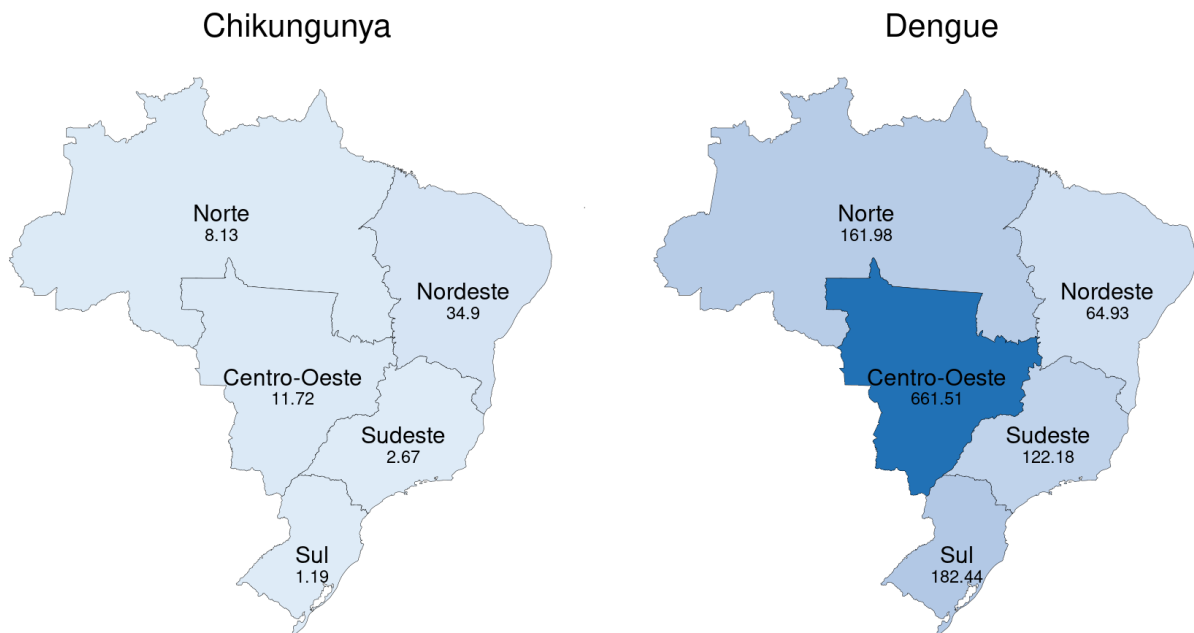 Chikungunya
Norte
8.13
Nordeste
34.9
Centro-Oeste
11.72
Sudeste
2.67
Sul
1.19
Dengue
Norte
161.98
Nordeste
64.93
Centro-Oeste
661.51
Sudeste
122.18
Sul
182.44